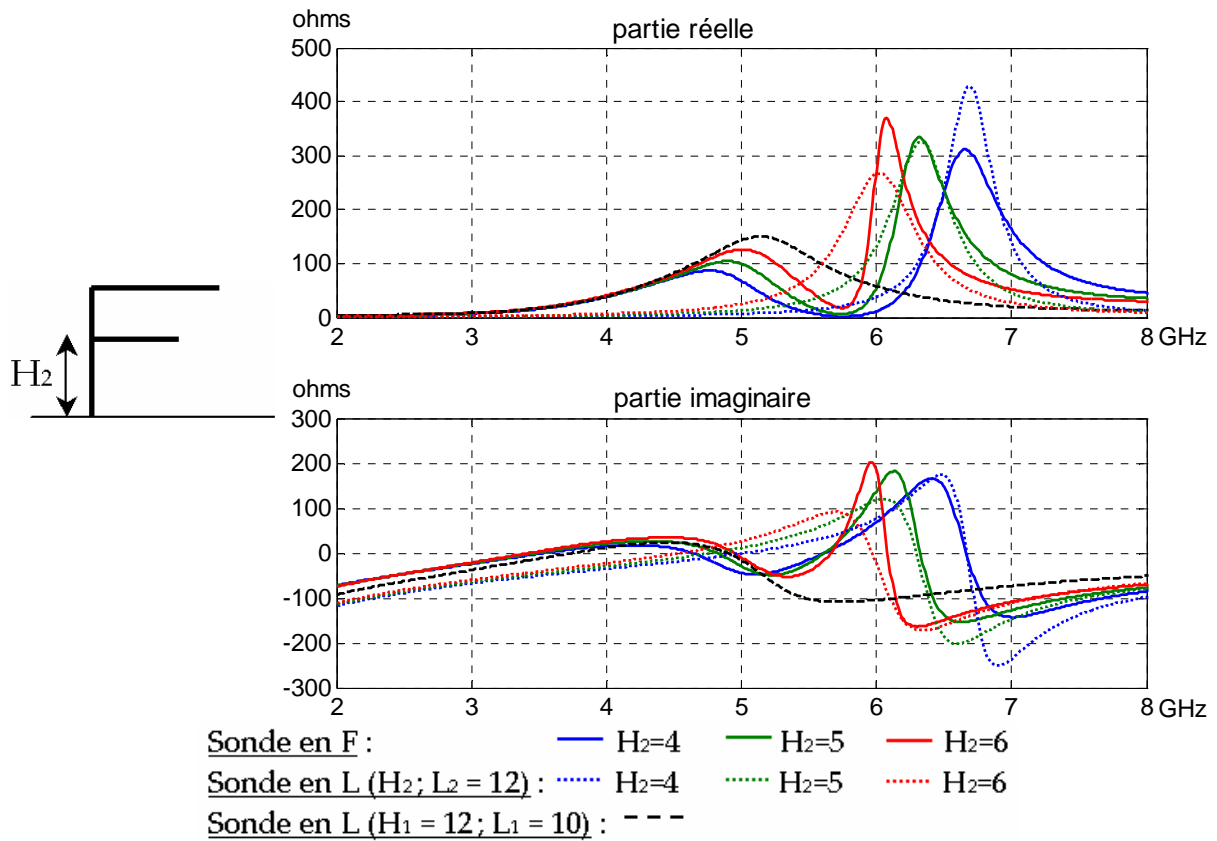 ohms
partie réelle
500
400
300
200
100
0
2 3 4 5 6 7 8 GHz
H2
ohms
partie imaginaire
300
200
100
0
-100
-200
-300
2 3 4 5 6 7 8 GHz
Sonde en F : H2=4 H2=5 H2=6
Sonde en L (H2 ; L2 = 12) : H2=4 H2=5 H2=6
Sonde en L (H1 = 12 ; L1 = 10) :